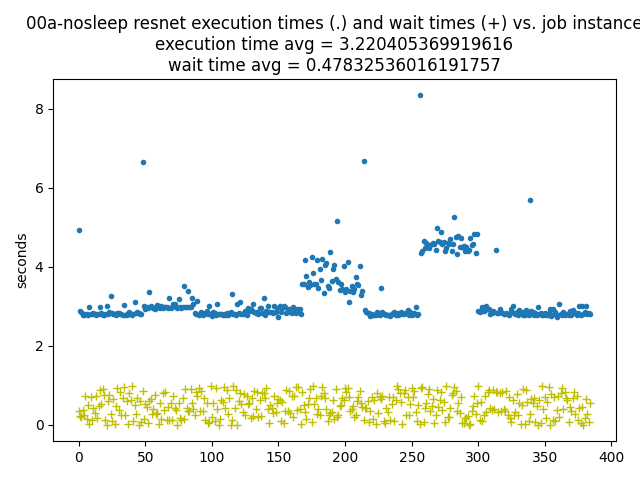 00a-nosleep resnet execution times (.) and wait times (+) vs. job instance
execution time avg = 3.220405369919616
wait time avg = 0.47832536016191757
8
6
4
2
0
seconds
0 50 100 150 200 250 300 350 400